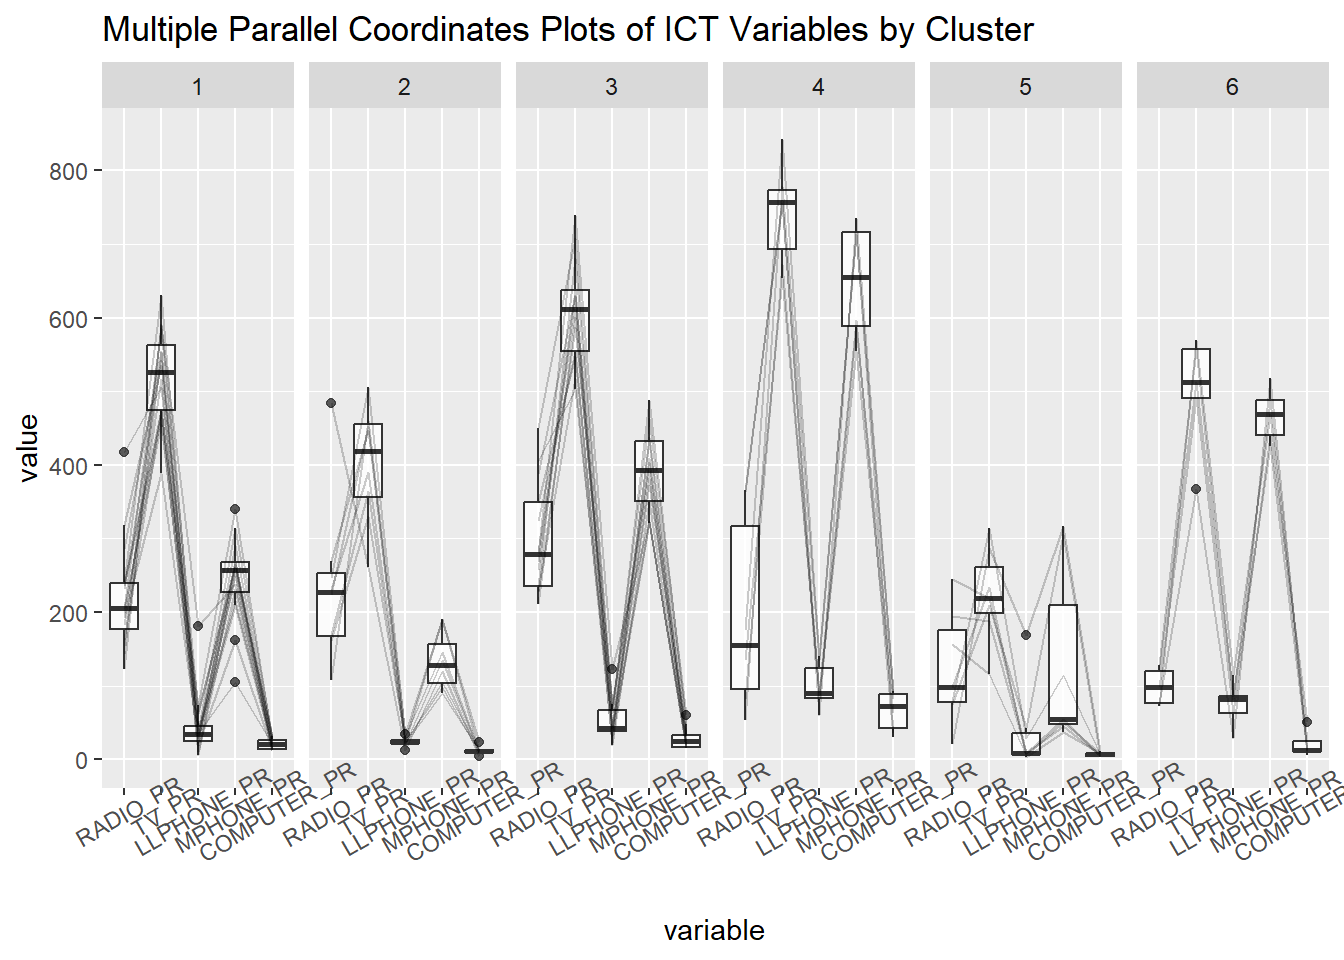 Multiple Parallel Coordinates Plots of ICT Variables by Cluster
1 2 3 4 5 6
value
800
600
400
200
0
RADIO_PR TV_PR LLPHONE_PR MPHONE_PR COMPUTER_PR
RADIO_PR TV_PR LLPHONE_PR MPHONE_PR COMPUTER_PR
RADIO_PR TV_PR LLPHONE_PR MPHONE_PR COMPUTER_PR
RADIO_PR TV_PR LLPHONE_PR MPHONE_PR COMPUTER_PR
RADIO_PR TV_PR LLPHONE_PR MPHONE_PR COMPUTER_PR
RADIO_PR TV_PR LLPHONE_PR MPHONE_PR COMPUTER
variable